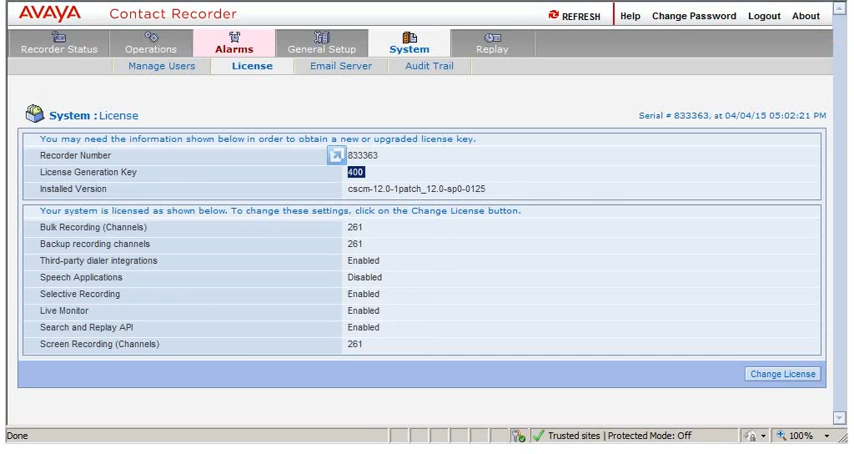 AVAYA Contact Recorder
REFRESH Help Change Password Logout About
Recorder Status Operations Alarms General Setup System Replay
Manage Users License Email Server Audit Trail
System : License
Serial # 833363, at 04/04/15 05:02:21 PM
You may need the information shown below in order to obtain a new or upgraded license key.
Recorder Number 833363
License Generation Key 400
Installed Version cscm-12.0-1patch_12.0-sp0-0125
Your system is licensed as shown below. To change these settings, click on the Change License button.
Bulk Recording (Channels) 261
Backup recording channels 261
Third-party dialer integrations Enabled
Speech Applications Disabled
Selective Recording Enabled
Live Monitor Enabled
Search and Replay API Enabled
Screen Recording (Channels) 261
Change License
Done Trusted sites | Protected Mode: Off 100%